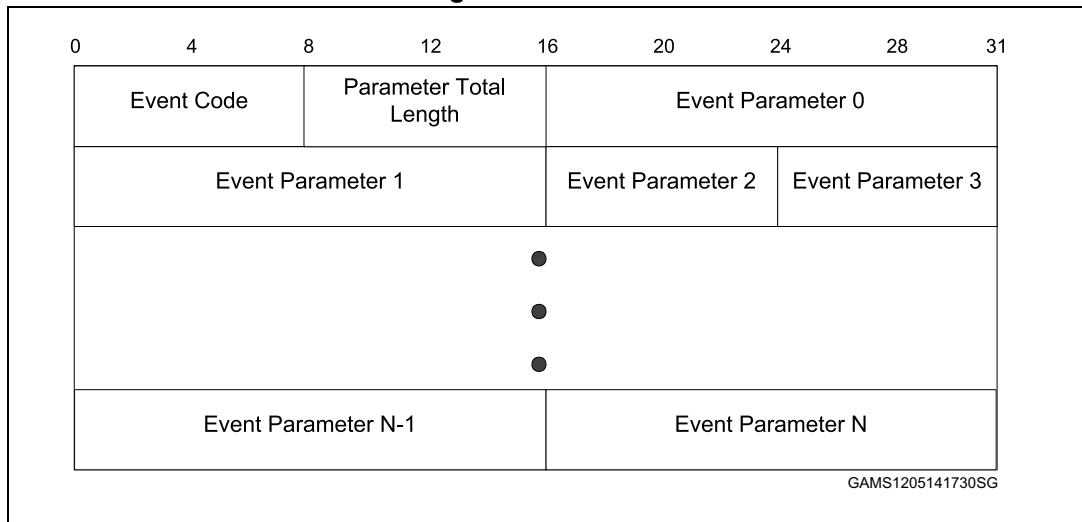 0 4 8 12 16 20 24 28 31
Event Code
Parameter Total
Length
Event Parameter 0
Event Parameter 1
Event Parameter 2
Event Parameter 3
Event Parameter N-1
Event Parameter N
GAMS1205141730SG